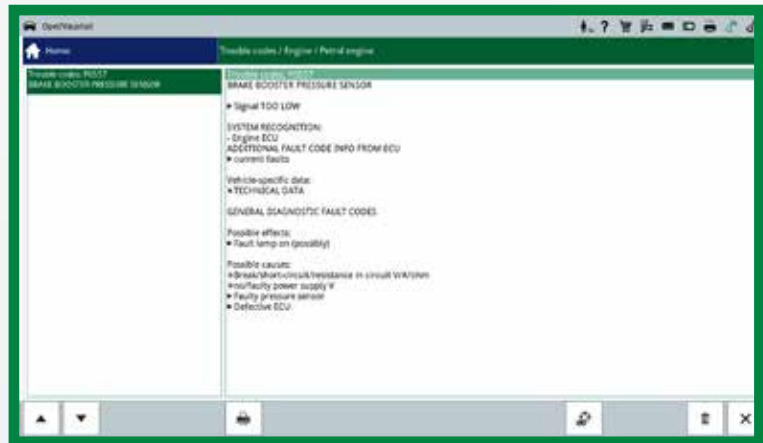 Opel/Vauxhall
?
Home
Trouble codes / Engine / Petrol engine
Trouble codes: P0557
BRAKE BOOSTER PRESSURE SENSOR
Trouble codes: P0557
BRAKE BOOSTER PRESSURE SENSOR
Signal TOO LOW
SYSTEM RECOGNITION:
- Engine ECU
ADDITIONAL FAULT CODE INFO FROM ECU
current faults
Vehicle-specific data:
TECHNICAL DATA
GENERAL DIAGNOSTIC FAULT CODES
Possible effects:
Fault lamp on (possibly)
Possible causes:
Break/short-circuit/resistance in circuit V/A/ohm
no/faulty power supply V
Faulty pressure sensor
Defective ECU